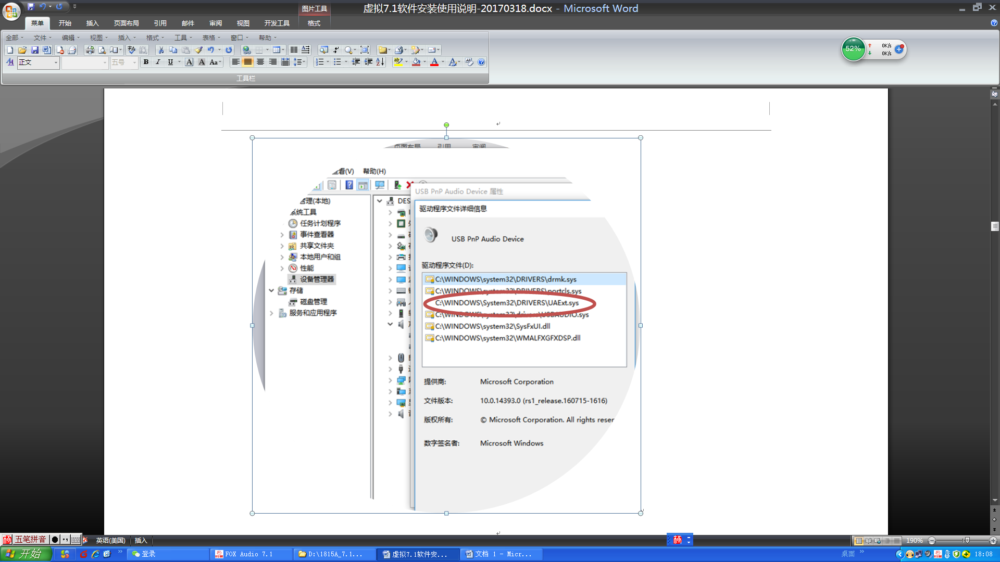 虚拟7.1软件安装使用说明-20170318.docx - Microsoft Word
图片工具
菜单 开始 插入 页面布局 引用 邮件 审阅 视图 开发工具 格式
全部 文件 编辑 视图 插入 格式 工具 表格 窗口 帮助
正文 五号
工具栏
52% 0K/s
0K/s
页面布局 引用 审阅
看(V) 帮助(H)
USB PnP Audio Device 属性
管理(本地) DES
系统工具
驱动程序文件详细信息
任务计划程序
事件查看器
共享文件夹
本地用户和组
性能
设备管理器
存储
磁盘管理
服务和应用程序
USB PnP Audio Device
驱动程序文件(D):
C:\WINDOWS\system32\DRIVERS\drmk.sys
C:\WINDOWS\system32\DRIVERS\portcls.sys
C:\WINDOWS\System32\DRIVERS\UAExt.sys
C:\WINDOWS\system32\drivers\USBAUDIO.sys
C:\WINDOWS\system32\SysFxUI.dll
C:\WINDOWS\system32\WMALFXGFXDSP.dll
提供商: Microsoft Corporation
文件版本: 10.0.14393.0 (rs1_release.160715-1616)
版权所有: © Microsoft Corporation. All rights reser
数字签名者: Microsoft Windows
五笔拼音 英语(美国) 插入 190%
开始 登录 FOX Audio 7.1 D:\1815A_7.1... 虚拟7.1软件安... 文档 1 - Micr... 桌面 18:08